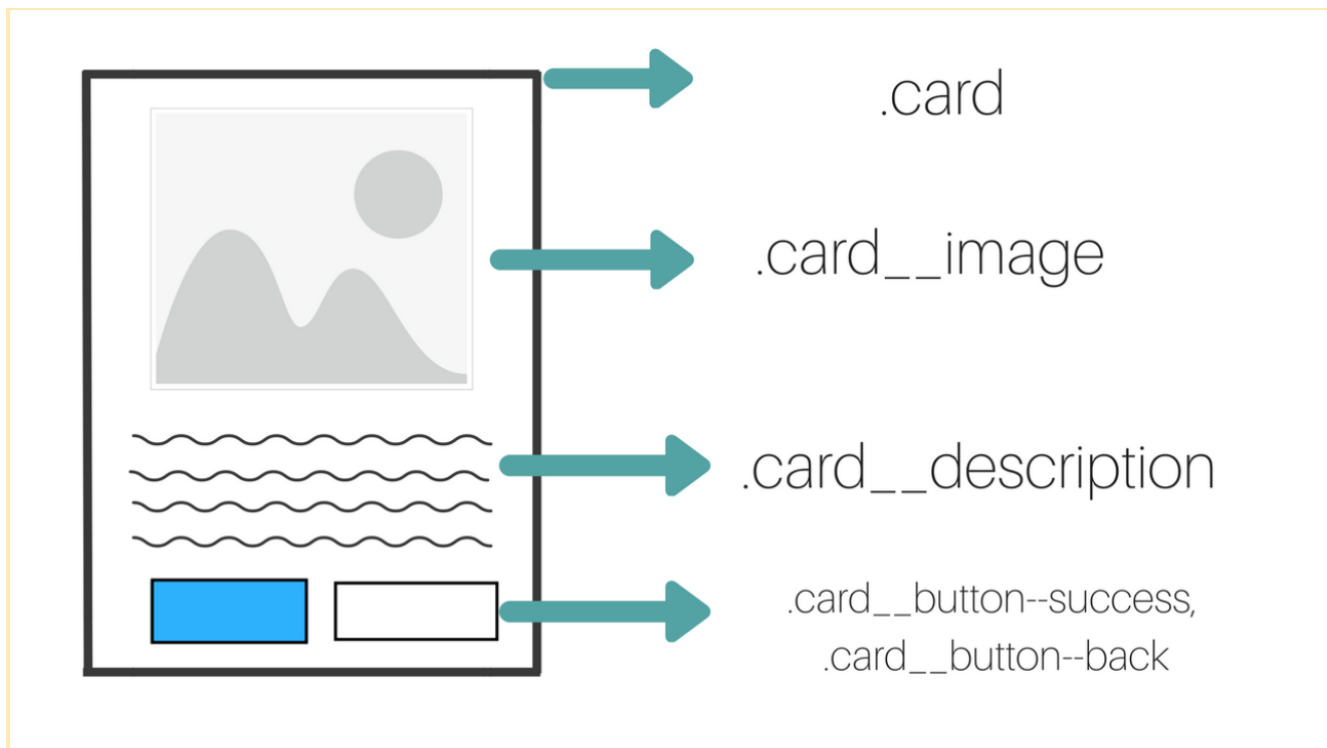 .card
.card__image
.card__description
.card__button--success,
.card__button--back